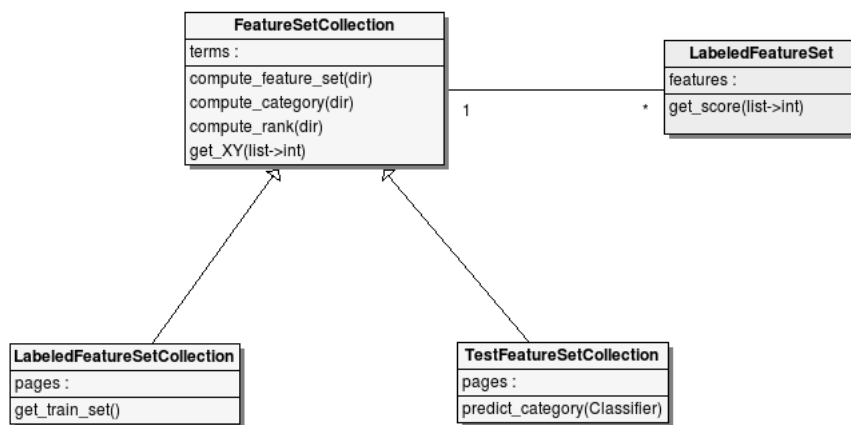 FeatureSetCollection
terms :
compute_feature_set(dir)
compute_category(dir)
compute_rank(dir)
get_XY(list->int)
1
*
LabeledFeatureSet
features :
get_score(list->int)
LabeledFeatureSetCollection
pages :
get_train_set()
TestFeatureSetCollection
pages :
predict_category(Classifier)